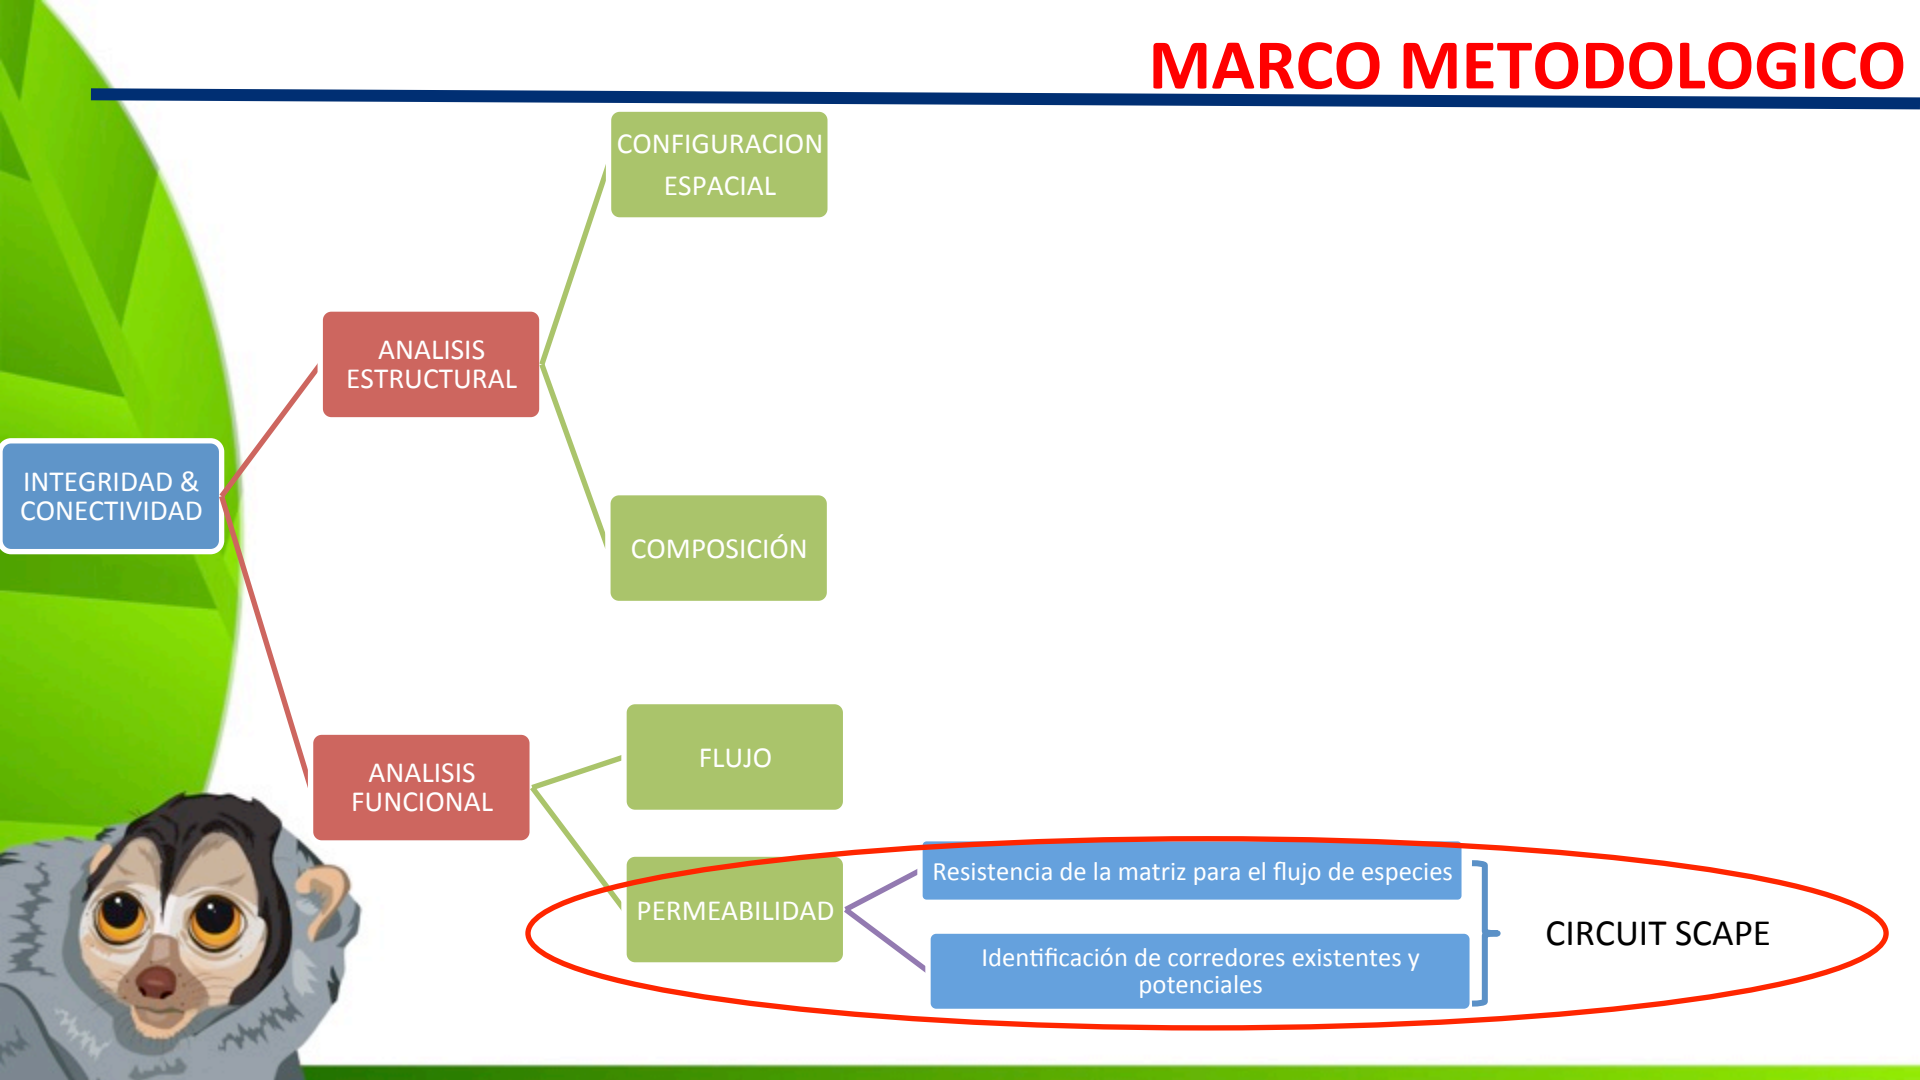 MARCO METODOLOGICO
CONFIGURACION
ESPACIAL
ANALISIS
ESTRUCTURAL
INTEGRIDAD &
CONECTIVIDAD
COMPOSICIÓN
FLUJO
ANALISIS
FUNCIONAL
PERMEABILIDAD
Resistencia de la matriz para el flujo de especies
Identificación de corredores existentes y
potenciales
CIRCUIT SCAPE